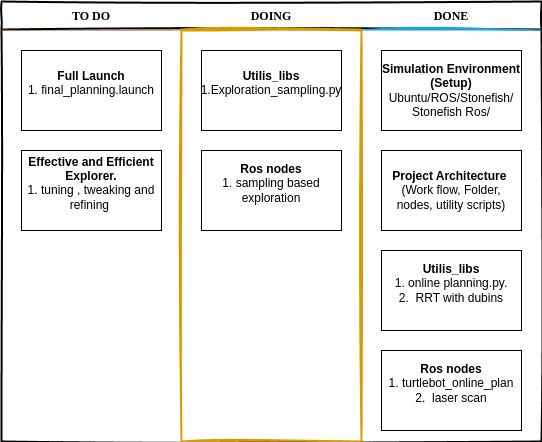 TO DO
DOING
DONE
Full Launch
1. final_planning.launch
Effective and Efficient
Explorer.
1. tuning , tweaking and
refining
Utilis_libs
1.Exploration_sampling.py
Ros nodes
1. sampling based
exploration
Simulation Environment
(Setup)
Ubuntu/ROS/Stonefish/
Stonefish Ros/
Project Architecture
(Work flow, Folder,
nodes, utility scripts)
Utilis_libs
1. online planning.py.
2. RRT with dubins
Ros nodes
1. turtlebot_online_plan
2. laser scan